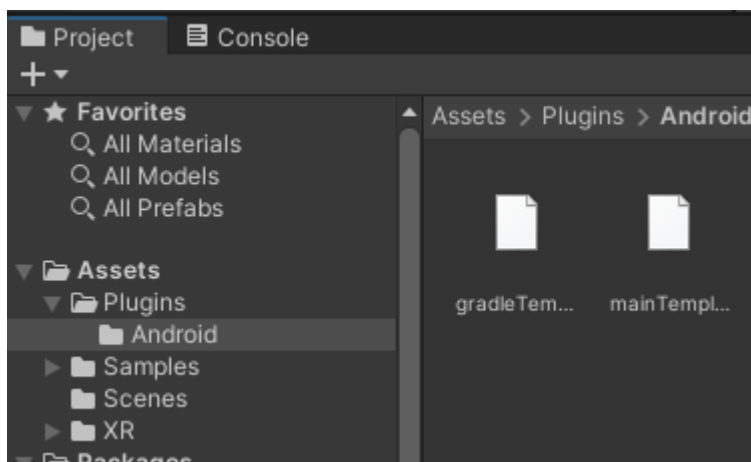 Project
Console
Favorites
All Materials
All Models
All Prefabs
Assets
Plugins
Android
Samples
Scenes
XR
Packages
Assets > Plugins > Android
gradleTem...
mainTempl...